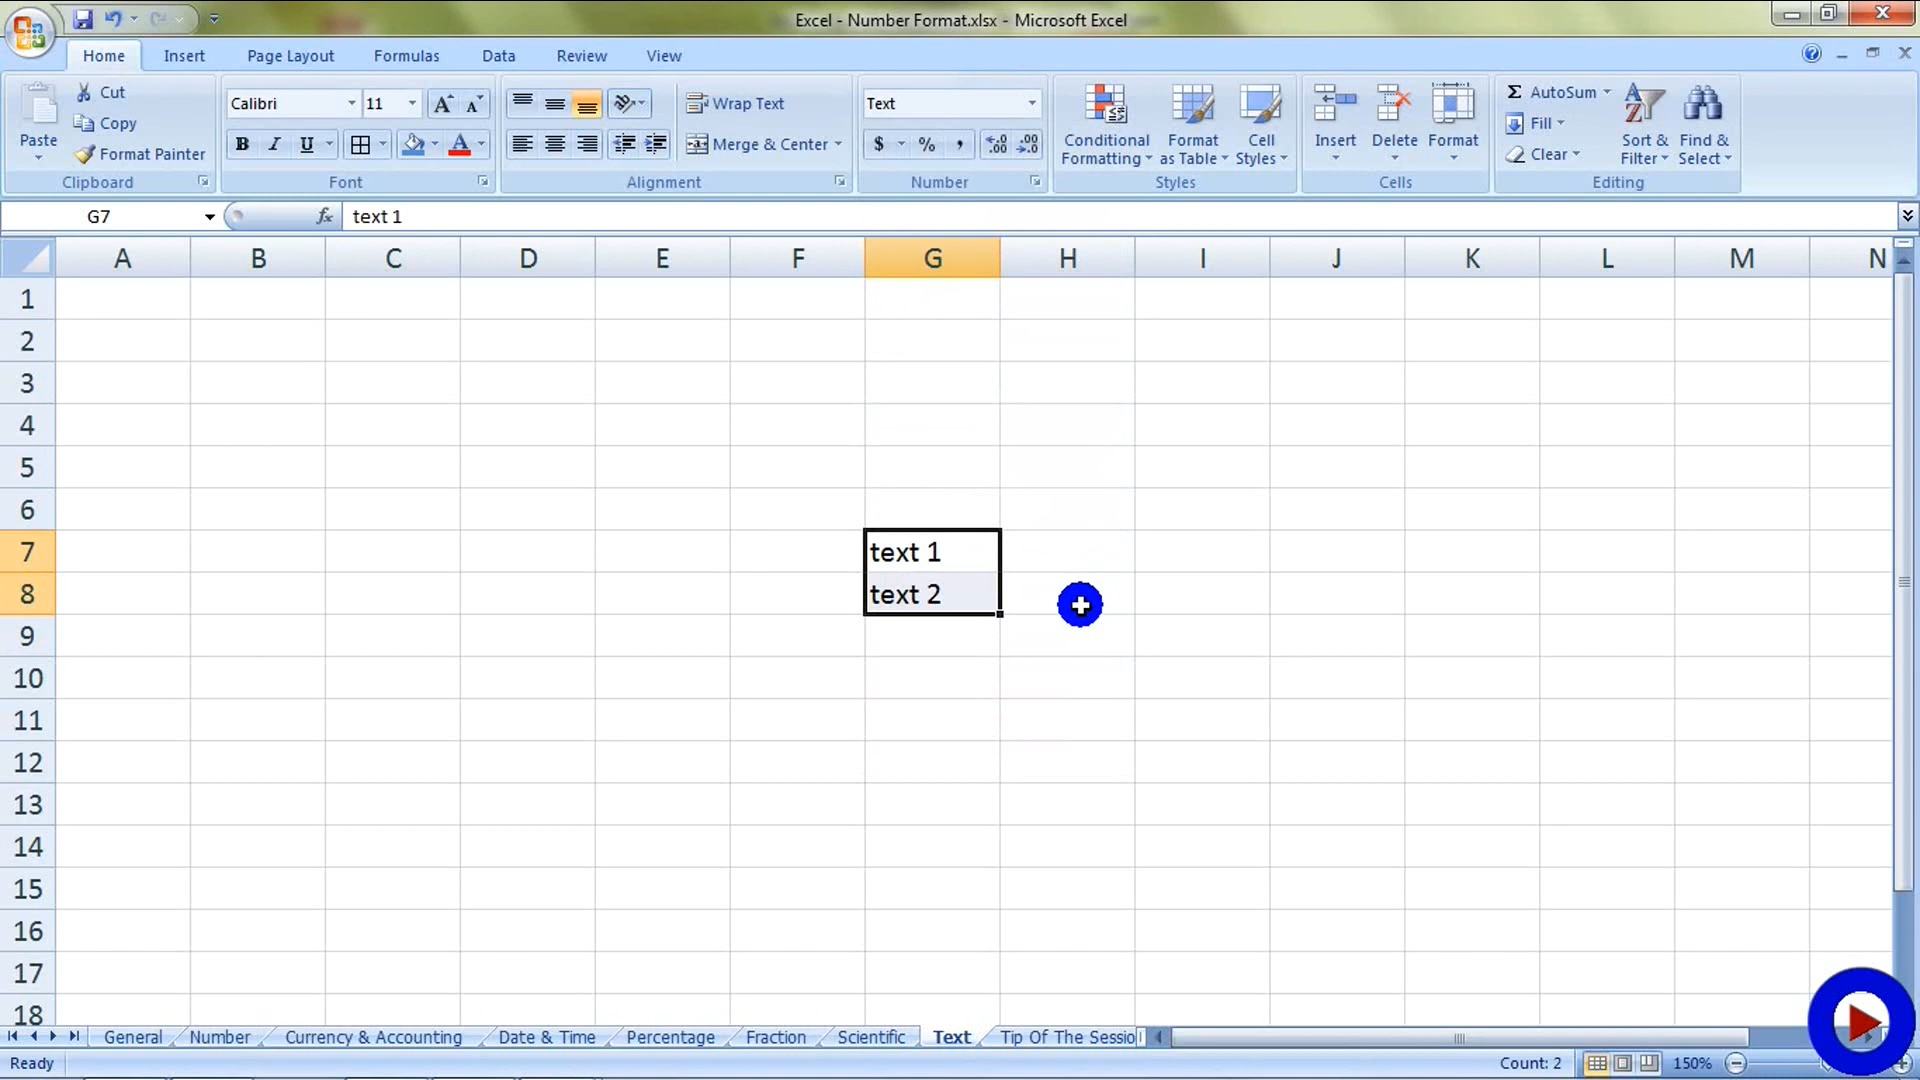 Excel - Number Format.xlsx - Microsoft Excel
Home Insert Page Layout Formulas Data Review View
Paste
Cut
Copy
Format Painter
Clipboard
Calibri 11
B I U A
Font
Wrap Text
Merge & Center
Alignment
Text
$ % , .00 .00
Number
Conditional Formatting
Format as Table
Cell Styles
Styles
Insert Delete Format
Cells
Σ AutoSum
Fill
Clear
Sort & Filter
Find & Select
Editing
G7 fx text 1
A B C D E F G H I J K L M N
1
2
3
4
5
6
7 text 1
8 text 2
9
10
11
12
13
14
15
16
17
18
General Number Currency & Accounting Date & Time Percentage Fraction Scientific Text Tip Of The Sessio
Ready Count: 2 150%